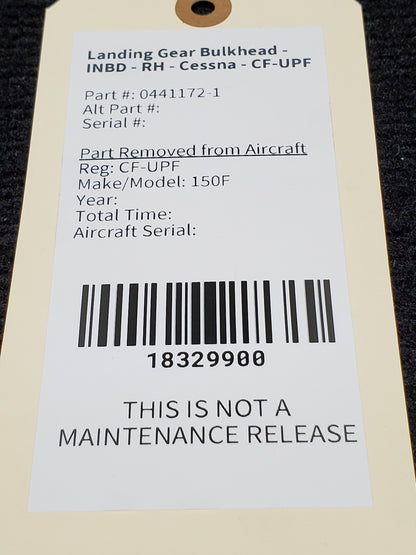 Landing Gear Bulkhead -
INBD - RH - Cessna - CF-UPF
Part #: 0441172-1
Alt Part #:
Serial #:
Part Removed from Aircraft
Reg: CF-UPF
Make/Model: 150F
Year:
Total Time:
Aircraft Serial:
18329900
THIS IS NOT A
MAINTENANCE RELEASE